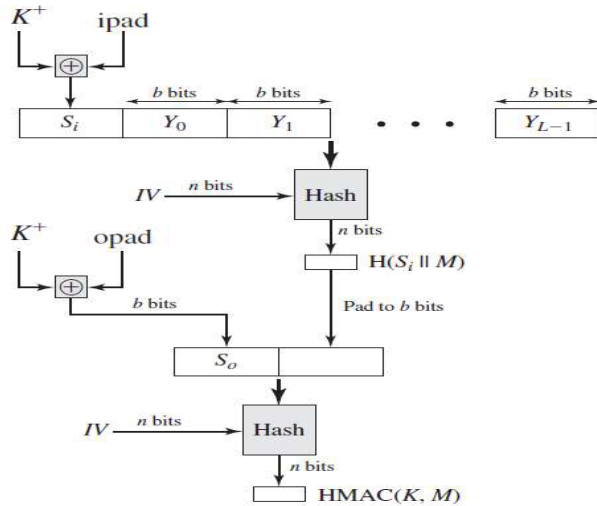 K⁺ ipad
⊕
b bits b bits b bits
Sᵢ Y₀ Y₁ • • • Y_{L−1}
IV n bits Hash
n bits
K⁺ opad
H(Sᵢ || M)
⊕
b bits Pad to b bits
Sₒ
IV n bits Hash
n bits
HMAC(K, M)